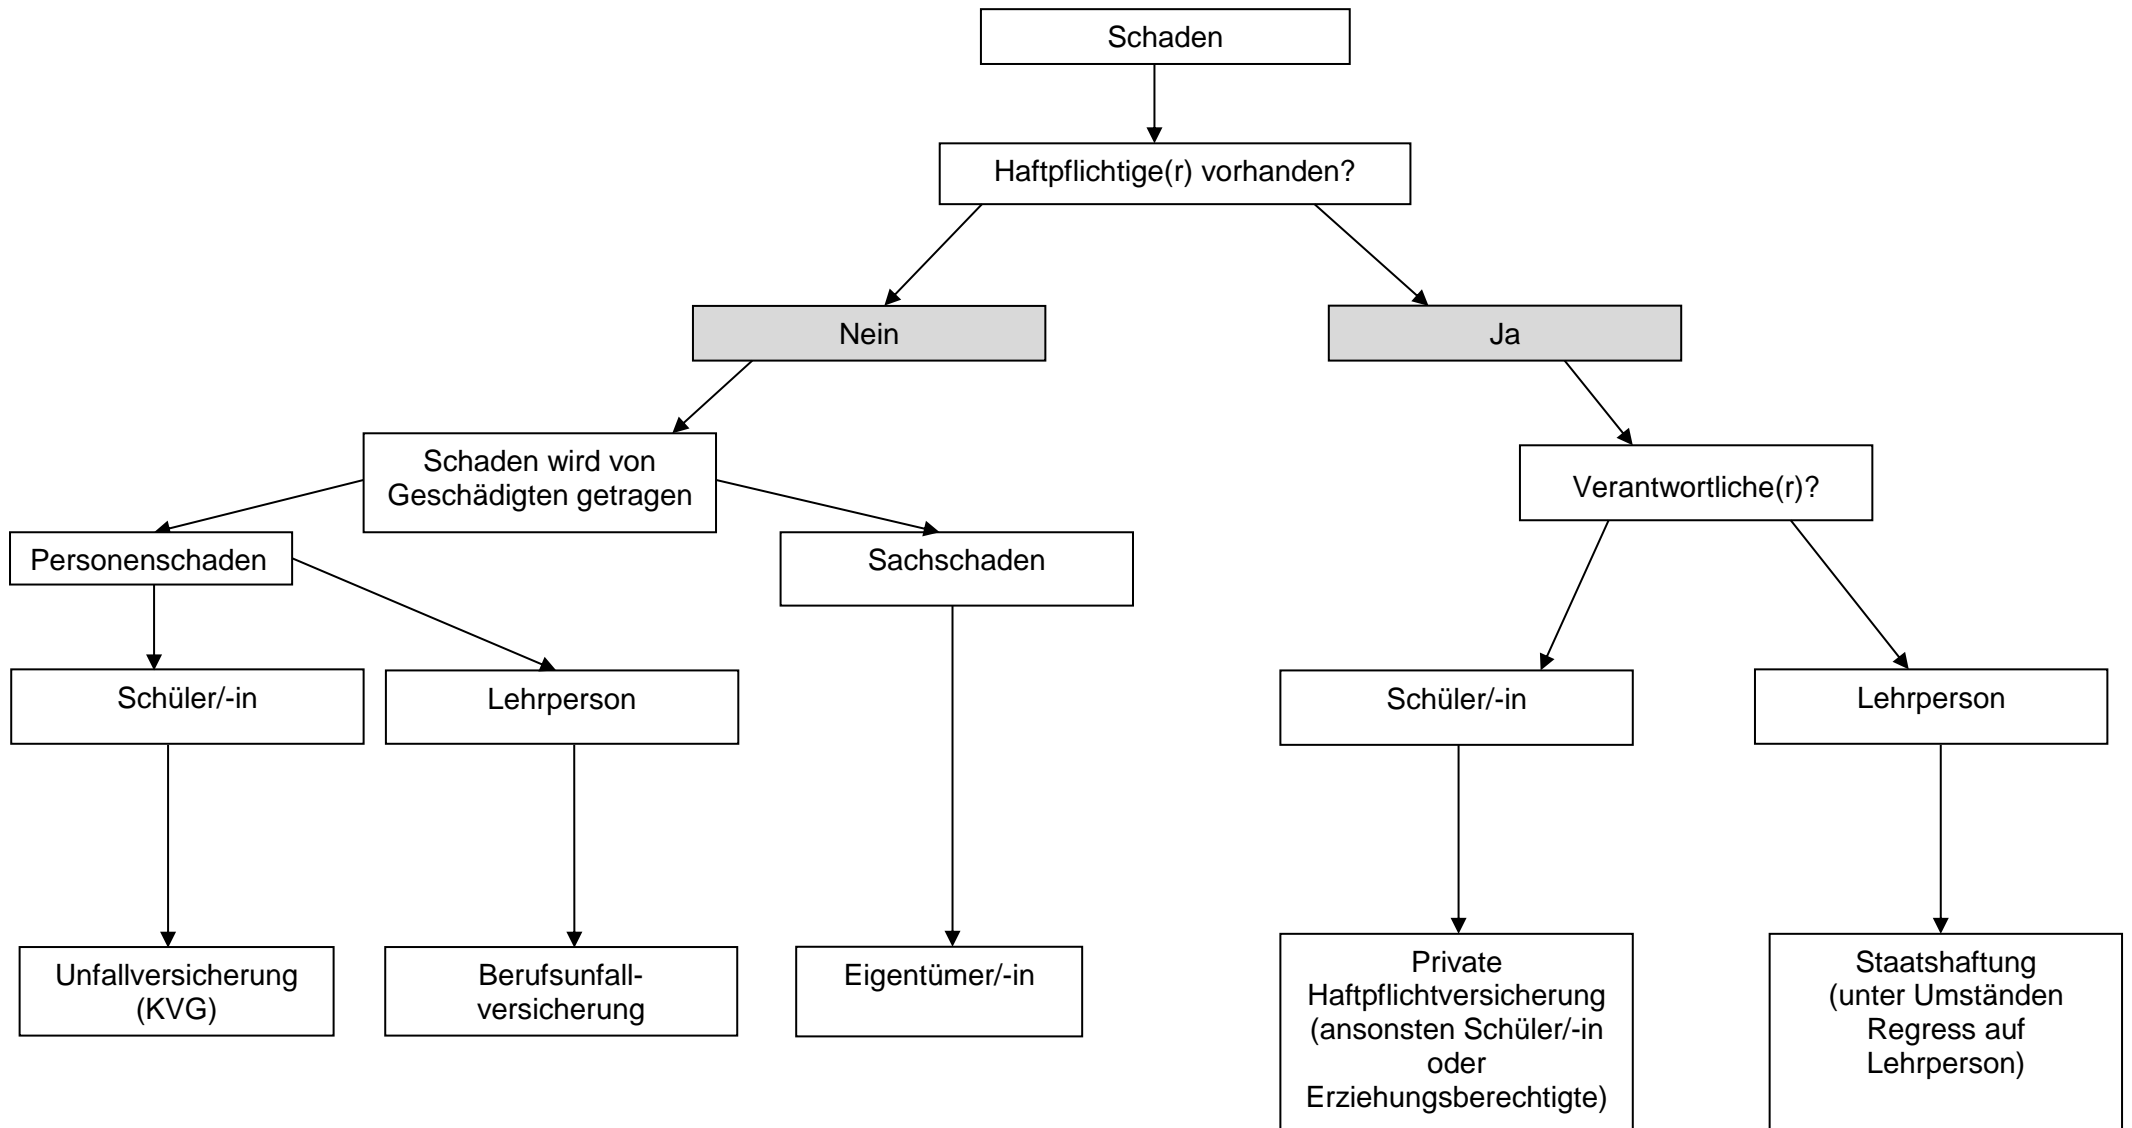 Schaden
Haftpflichtige(r) vorhanden?
Nein
Ja
Schaden wird von
Geschädigten getragen
Verantwortliche(r)?
Personenschaden
Sachschaden
Schüler/-in
Lehrperson
Schüler/-in
Lehrperson
Unfallversicherung
(KVG)
Berufsunfall-
versicherung
Eigentümer/-in
Private
Haftpflichtversicherung
(ansonsten Schüler/-in
oder
Erziehungsberechtigte)
Staatshaftung
(unter Umständen
Regress auf
Lehrperson)